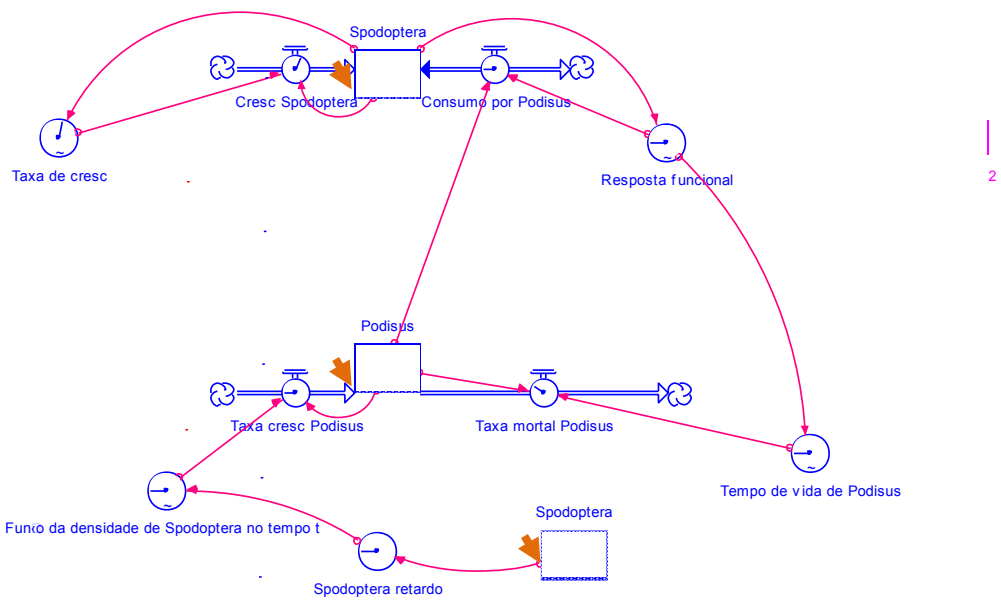 Spodoptera
Cresc Spodoptera
Consumo por Podisus
Taxa de cresc
Resposta funcional
2
Podisus
Taxa cresc Podisus
Taxa mortal Podisus
Tempo de vida de Podisus
Spodoptera
da densidade de Spodoptera no tempo t
Spodoptera retardo